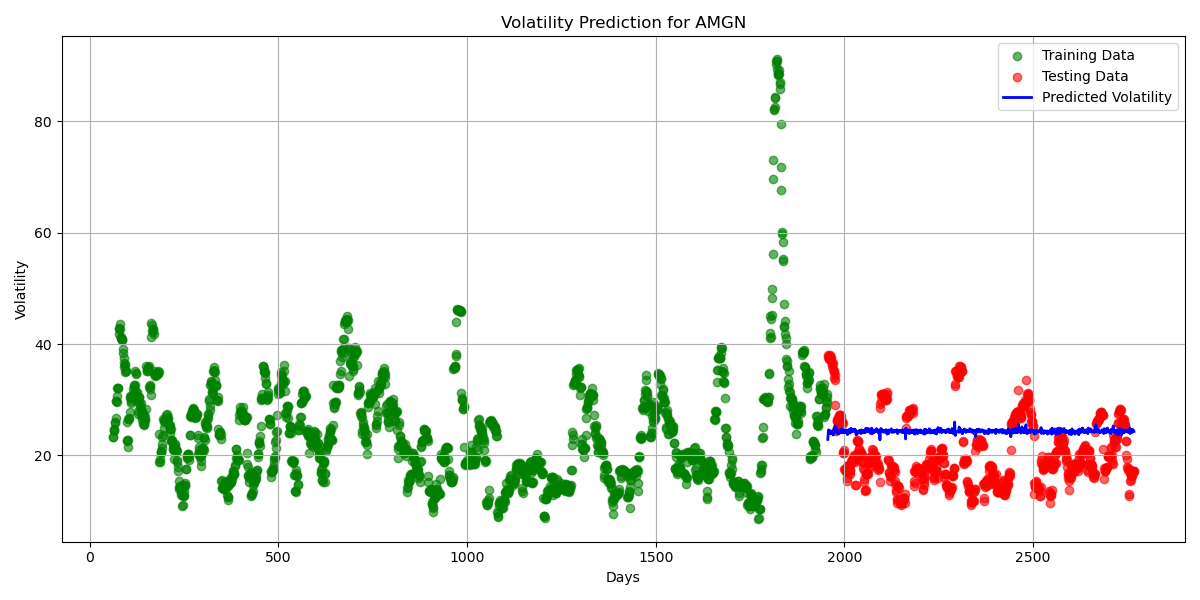 Volatility Prediction for AMGN
Training Data
Testing Data
Predicted Volatility
80
60
40
20
Volatility
0
500
1000
1500
2000
2500
Days